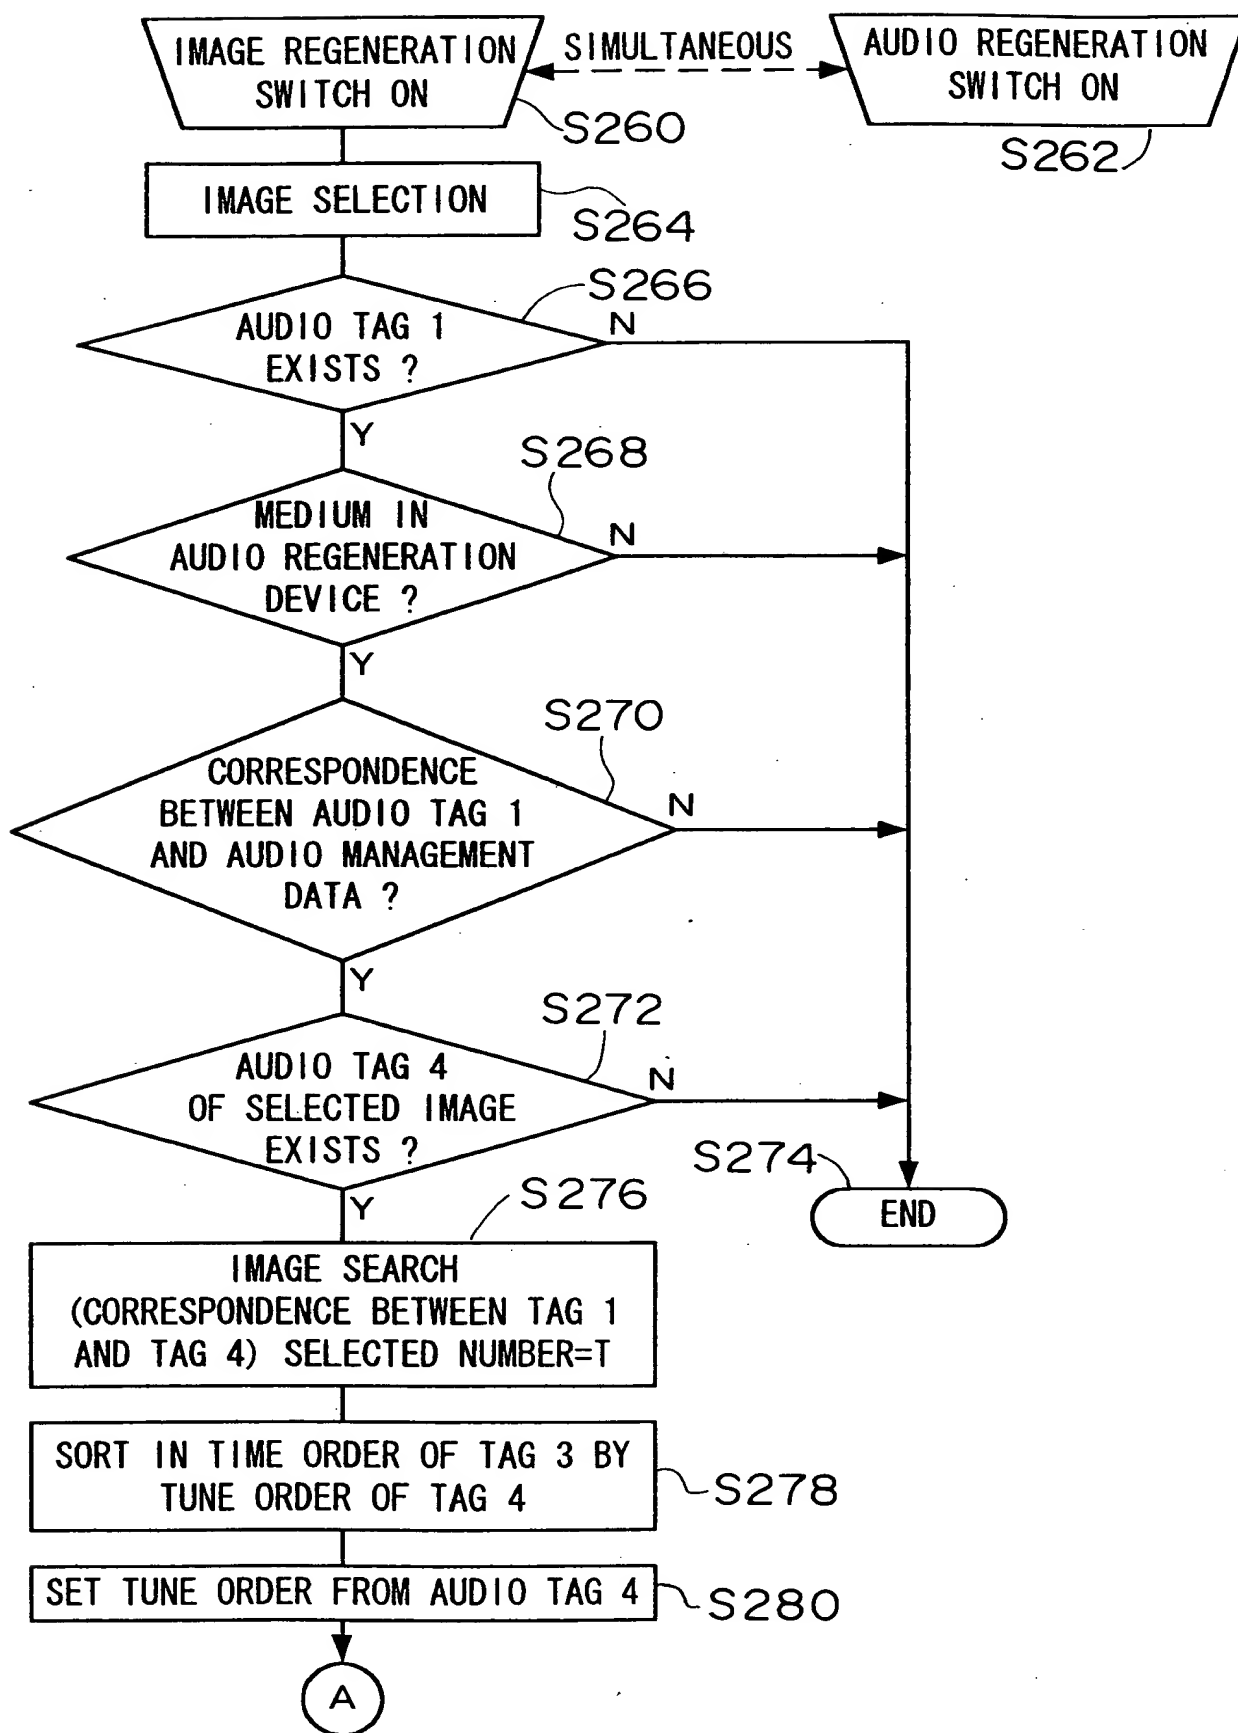 IMAGE REGENERATION
SWITCH ON
SIMULTANEOUS
AUDIO REGENERATION
SWITCH ON
S260
S262
IMAGE SELECTION
S264
S266
AUDIO TAG 1
EXISTS ?
N
Y
S268
MEDIUM IN
AUDIO REGENERATION
DEVICE ?
N
Y
S270
CORRESPONDENCE
BETWEEN AUDIO TAG 1
AND AUDIO MANAGEMENT
DATA ?
N
Y
S272
AUDIO TAG 4
OF SELECTED IMAGE
EXISTS ?
N
S274
END
Y
S276
IMAGE SEARCH
(CORRESPONDENCE BETWEEN TAG 1
AND TAG 4) SELECTED NUMBER=T
SORT IN TIME ORDER OF TAG 3 BY
TUNE ORDER OF TAG 4
S278
SET TUNE ORDER FROM AUDIO TAG 4
S280
A